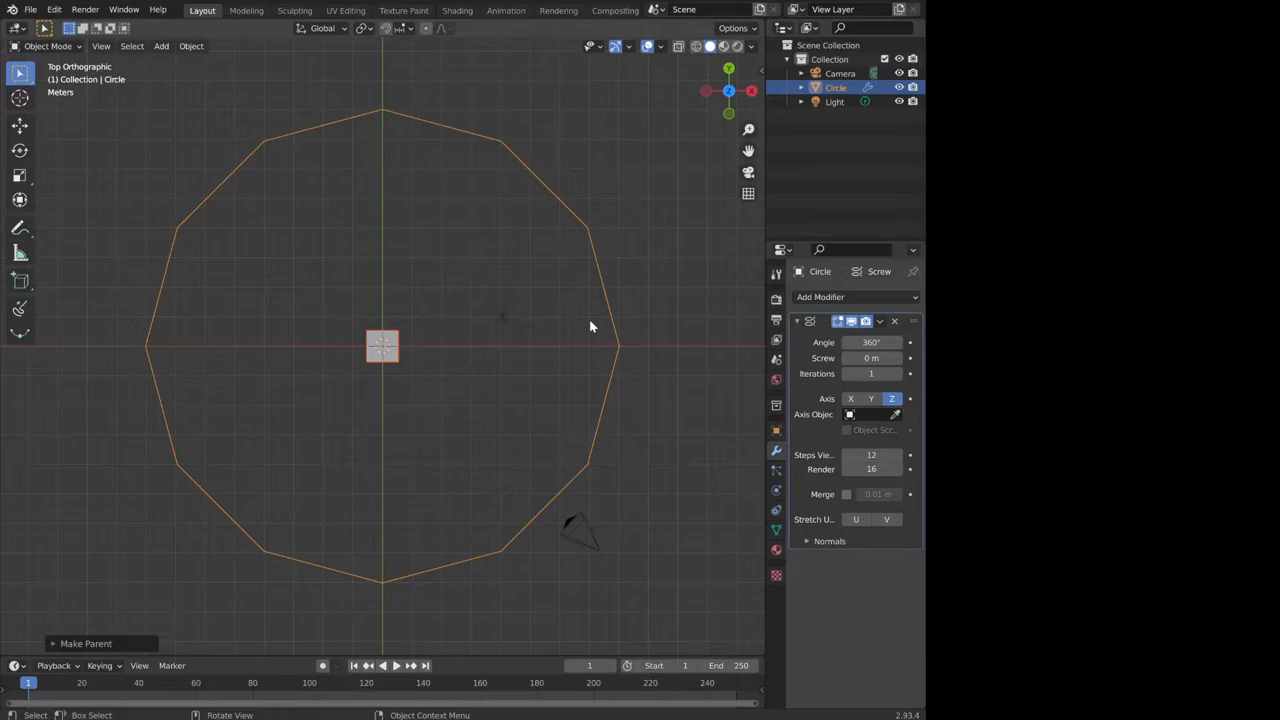 File Edit Render Window Help Layout Modeling Sculpting UV Editing Texture Paint Shading Animation Rendering Compositing Scene View Layer
Global Options
Object Mode View Select Add Object
Top Orthographic
(1) Collection | Circle
Meters
Y
Z
X
Make Parent
Playback Keying View Marker 1 Start 1 End 250
1 20 40 60 80 100 120 140 160 180 200 220 240
Select Box Select Rotate View Object Context Menu 2.93.4
Scene Collection
Collection
Camera
Circle
Light
Circle Screw
Add Modifier
Angle 360°
Screw 0 m
Iterations 1
Axis X Y Z
Axis Objec
Object Scr...
Steps Vie... 12
Render 16
Merge 0.01 m
Stretch U... U V
Normals